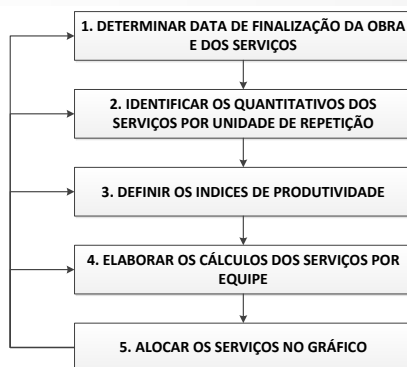 1. DETERMINAR DATA DE FINALIZAÇÃO DA OBRA
E DOS SERVIÇOS
2. IDENTIFICAR OS QUANTITATIVOS DOS
SERVIÇOS POR UNIDADE DE REPETIÇÃO
3. DEFINIR OS INDICES DE PRODUTIVIDADE
4. ELABORAR OS CÁLCULOS DOS SERVIÇOS POR
EQUIPE
5. ALOCAR OS SERVIÇOS NO GRÁFICO